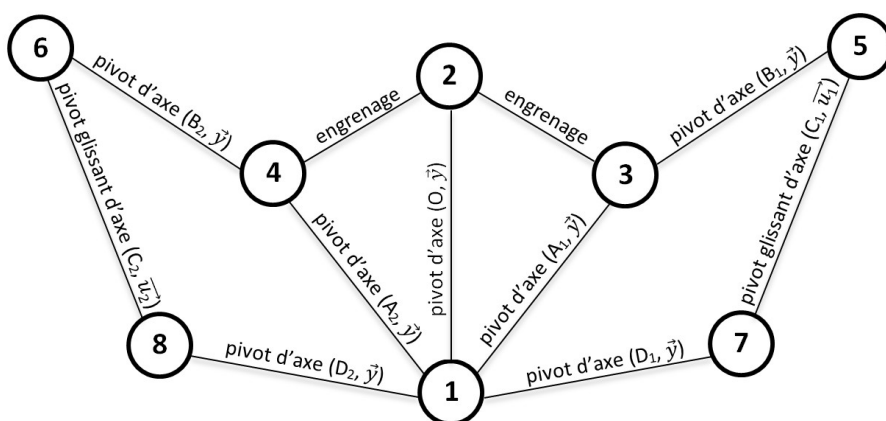 6
2
5
pivot d'axe (B₂, y⃗)
engrenage
engrenage
pivot d'axe (B₁, y⃗)
4
3
pivot glissant d'axe (C₂, u₂⃗)
pivot d'axe (A₂, y⃗)
pivot d'axe (O, y⃗)
pivot d'axe (A₁, y⃗)
pivot glissant d'axe (C₁, u₁⃗)
8
7
pivot d'axe (D₂, y⃗)
pivot d'axe (D₁, y⃗)
1